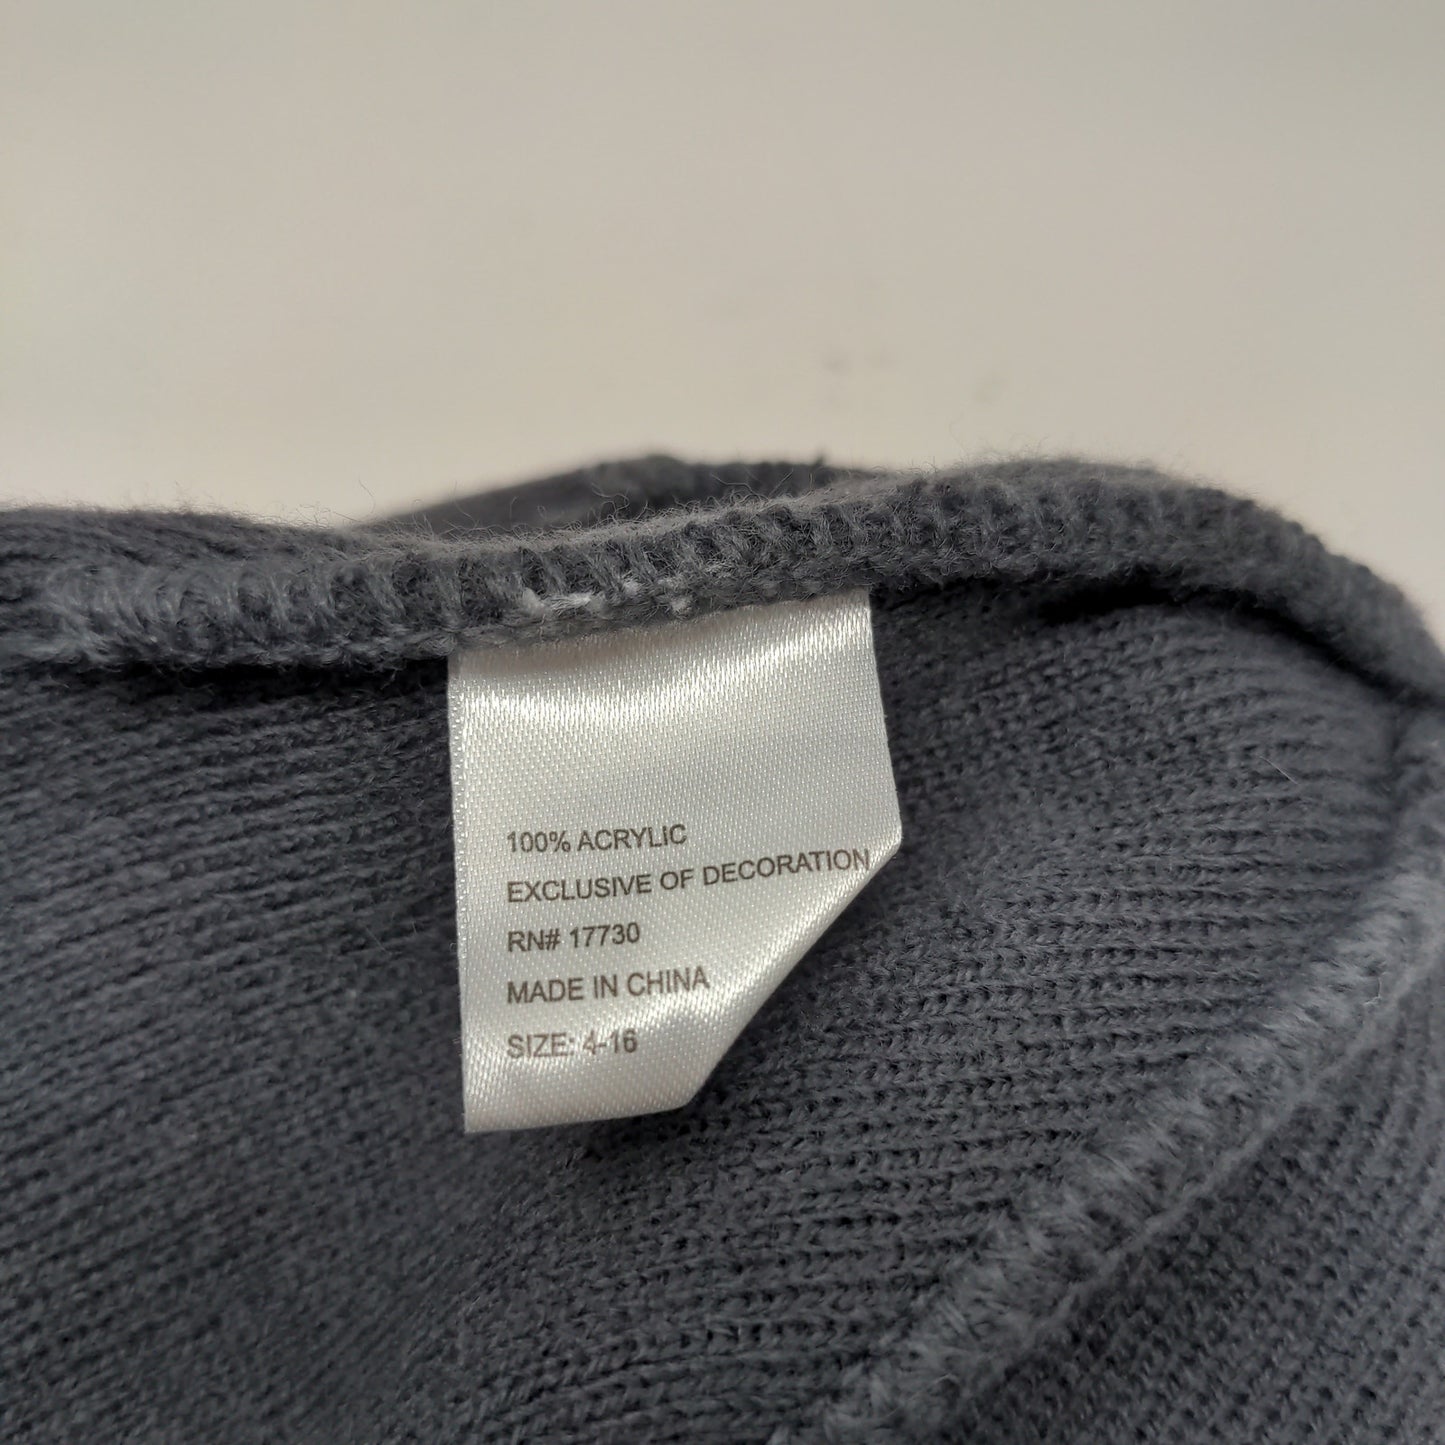 100% ACRYLIC
EXCLUSIVE OF DECORATION
RN# 17730
MADE IN CHINA
SIZE: 4-16